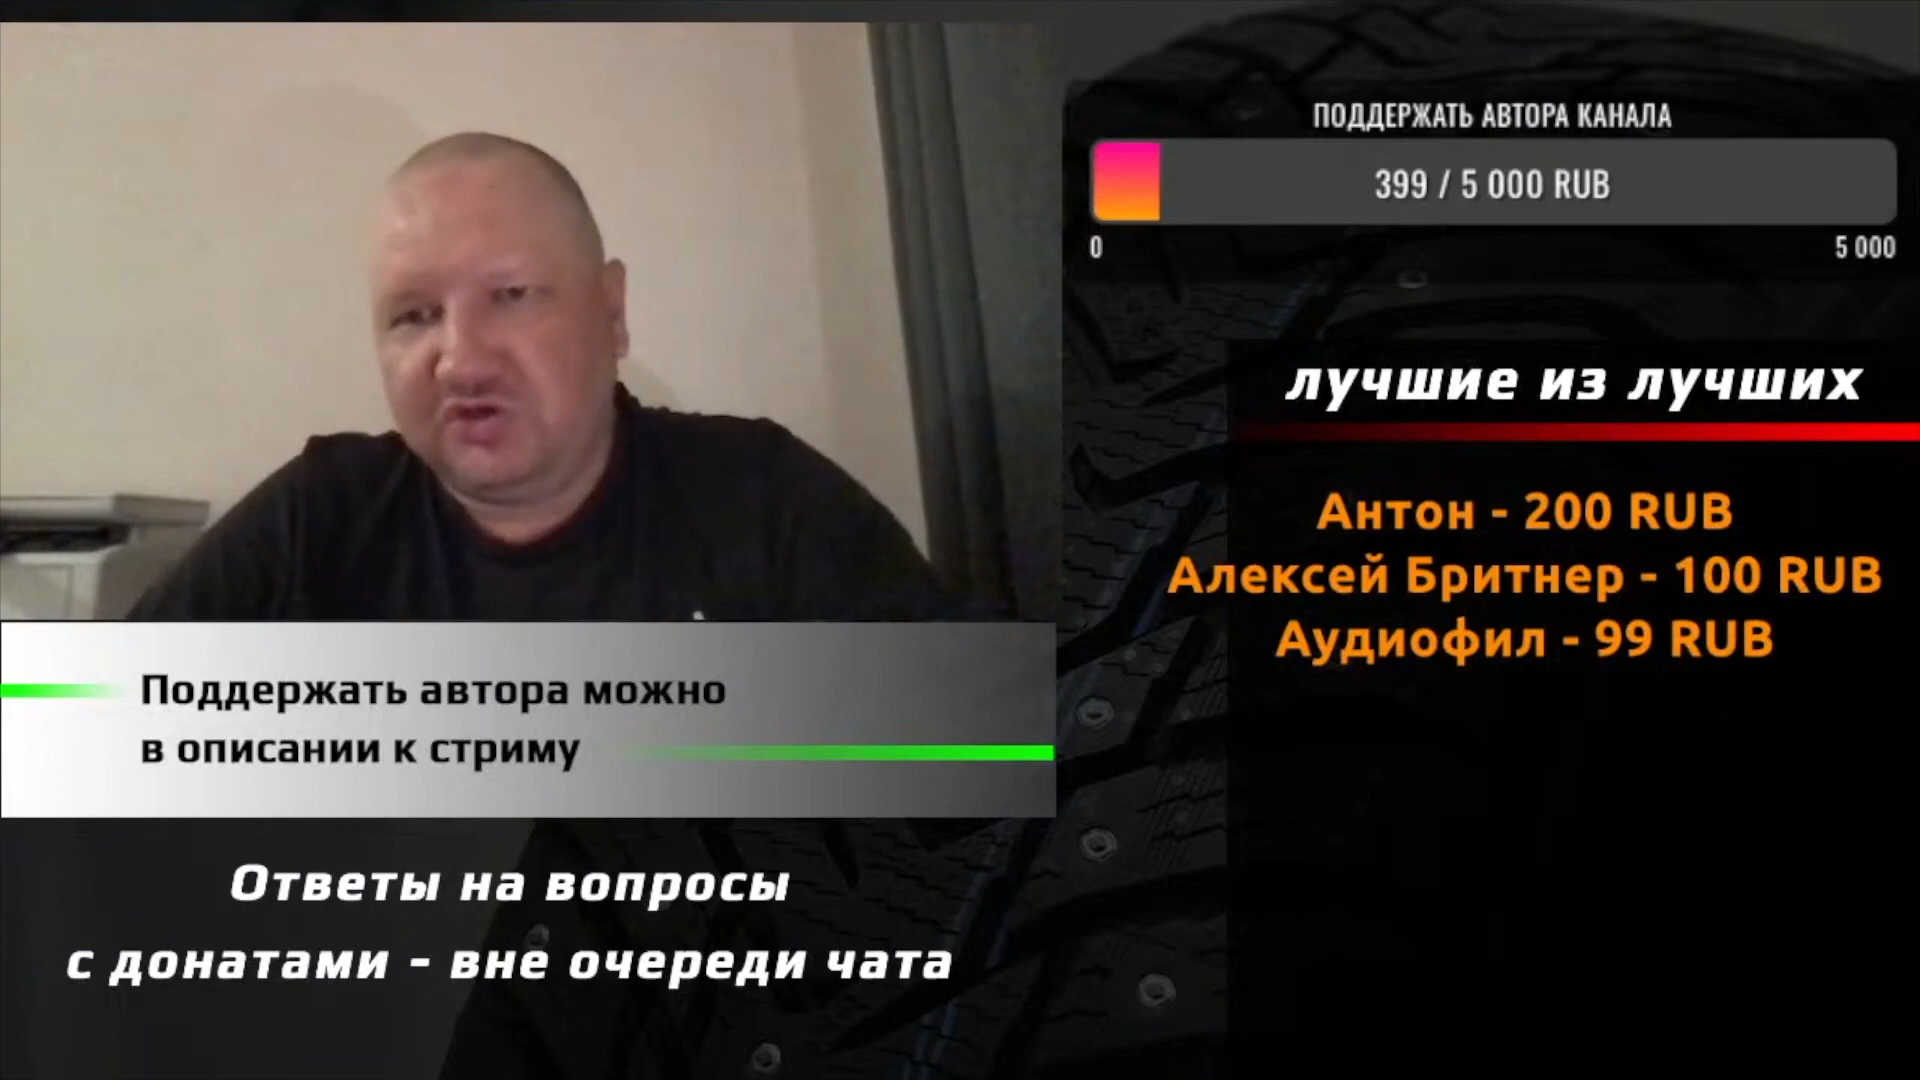 ПОДДЕРЖАТЬ АВТОРА КАНАЛА
399 / 5 000 RUB
0
5 000
лучшие из лучших
Антон - 200 RUB
Алексей Бритнер - 100 RUB
Аудиофил - 99 RUB
Поддержать автора можно
в описании к стриму
Ответы на вопросы
с донатами - вне очереди чата